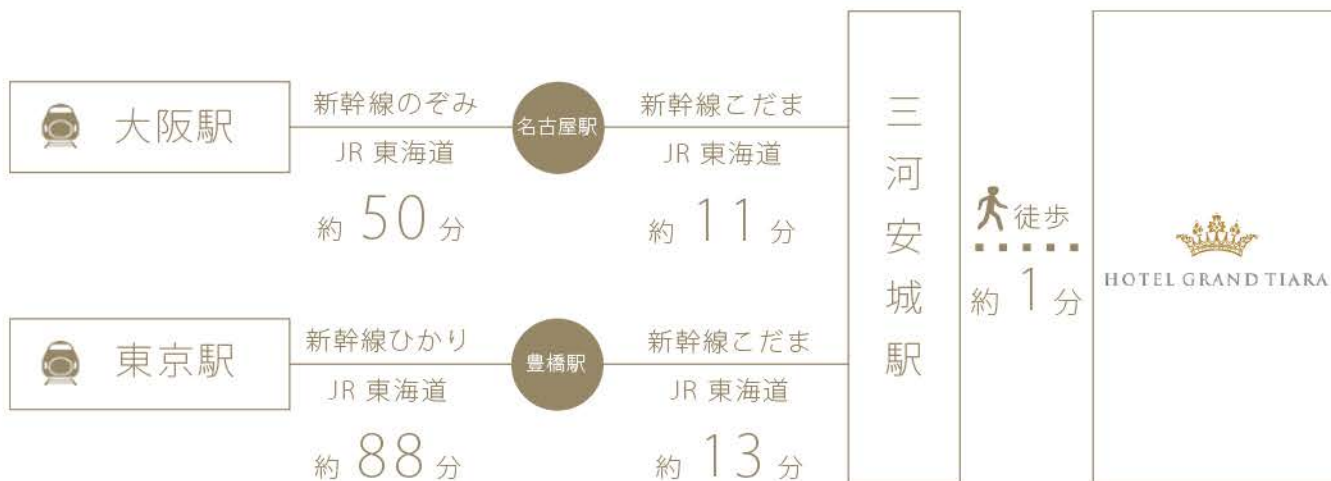 大阪駅
新幹線のぞみ
JR 東海道
約 50 分
名古屋駅
新幹線こだま
JR 東海道
約 11 分
東京駅
新幹線ひかり
JR 東海道
約 88 分
豊橋駅
新幹線こだま
JR 東海道
約 13 分
三河安城駅
徒歩
約 1 分
HOTEL GRAND TIARA